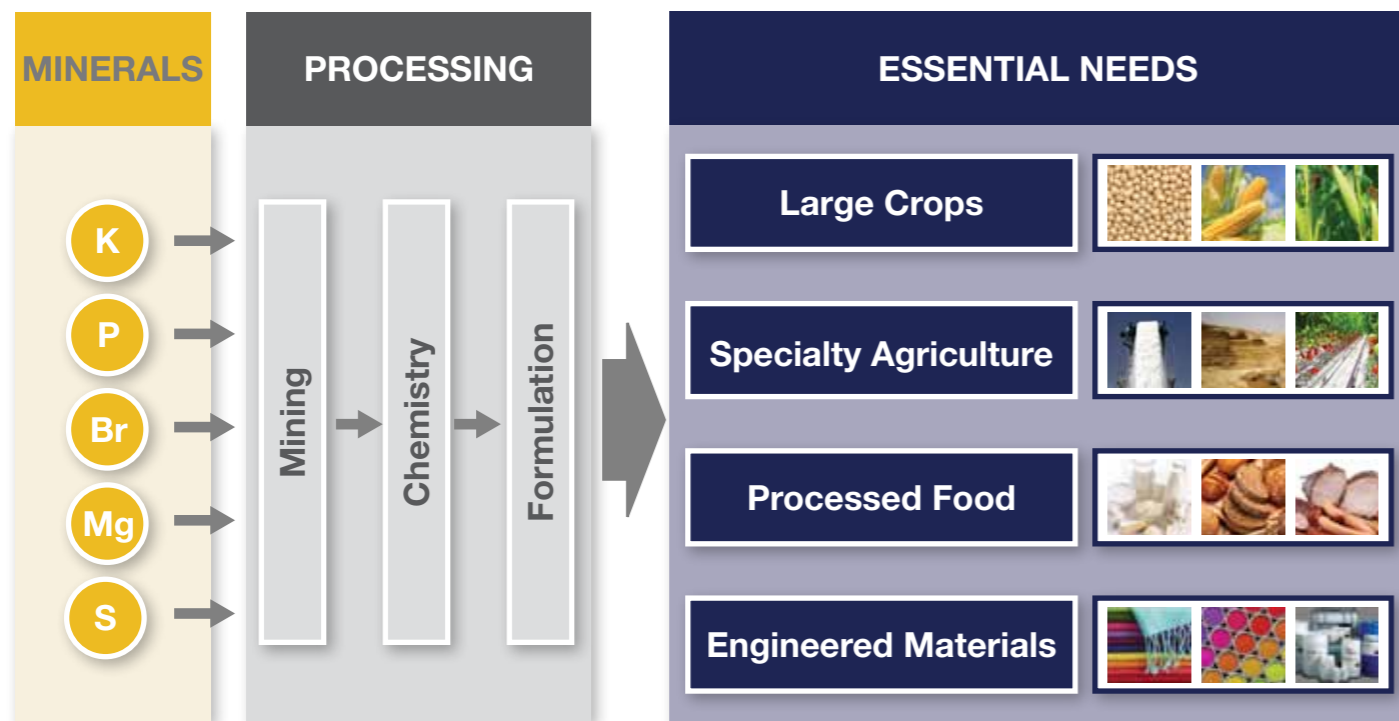 MINERALS
PROCESSING
ESSENTIAL NEEDS
K
P
Br
Mg
S
Mining
Chemistry
Formulation
Large Crops
Specialty Agriculture
Processed Food
Engineered Materials